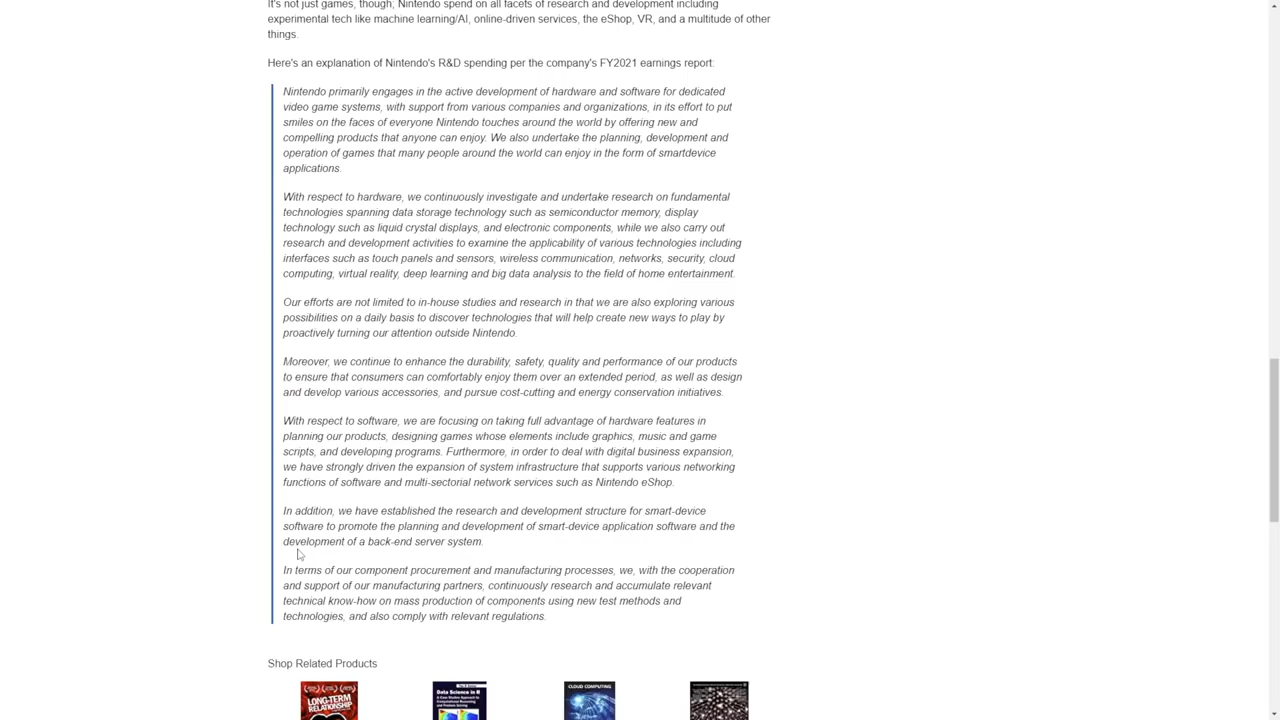 It's not just games, though; Nintendo spend on all facets of research and development including
experimental tech like machine learning/AI, online-driven services, the eShop, VR, and a multitude of other
things.
Here's an explanation of Nintendo's R&D spending per the company's FY2021 earnings report:
Nintendo primarily engages in the active development of hardware and software for dedicated
video game systems, with support from various companies and organizations, in its effort to put
smiles on the faces of everyone Nintendo touches around the world by offering new and
compelling products that anyone can enjoy. We also undertake the planning, development and
operation of games that many people around the world can enjoy in the form of smartdevice
applications.
With respect to hardware, we continuously investigate and undertake research on fundamental
technologies spanning data storage technology such as semiconductor memory, display
technology such as liquid crystal displays, and electronic components, while we also carry out
research and development activities to examine the applicability of various technologies including
interfaces such as touch panels and sensors, wireless communication, networks, security, cloud
computing, virtual reality, deep learning and big data analysis to the field of home entertainment.
Our efforts are not limited to in-house studies and research in that we are also exploring various
possibilities on a daily basis to discover technologies that will help create new ways to play by
proactively turning our attention outside Nintendo.
Moreover, we continue to enhance the durability, safety, quality and performance of our products
to ensure that consumers can comfortably enjoy them over an extended period, as well as design
and develop various accessories, and pursue cost-cutting and energy conservation initiatives.
With respect to software, we are focusing on taking full advantage of hardware features in
planning our products, designing games whose elements include graphics, music and game
scripts, and developing programs. Furthermore, in order to deal with digital business expansion,
we have strongly driven the expansion of system infrastructure that supports various networking
functions of software and multi-sectorial network services such as Nintendo eShop.
In addition, we have established the research and development structure for smart-device
software to promote the planning and development of smart-device application software and the
development of a back-end server system.
In terms of our component procurement and manufacturing processes, we, with the cooperation
and support of our manufacturing partners, continuously research and accumulate relevant
technical know-how on mass production of components using new test methods and
technologies, and also comply with relevant regulations.
Shop Related Products
LONG-TERM
RELATIONSHIP
Data Science in R
CLOUD COMPUTING